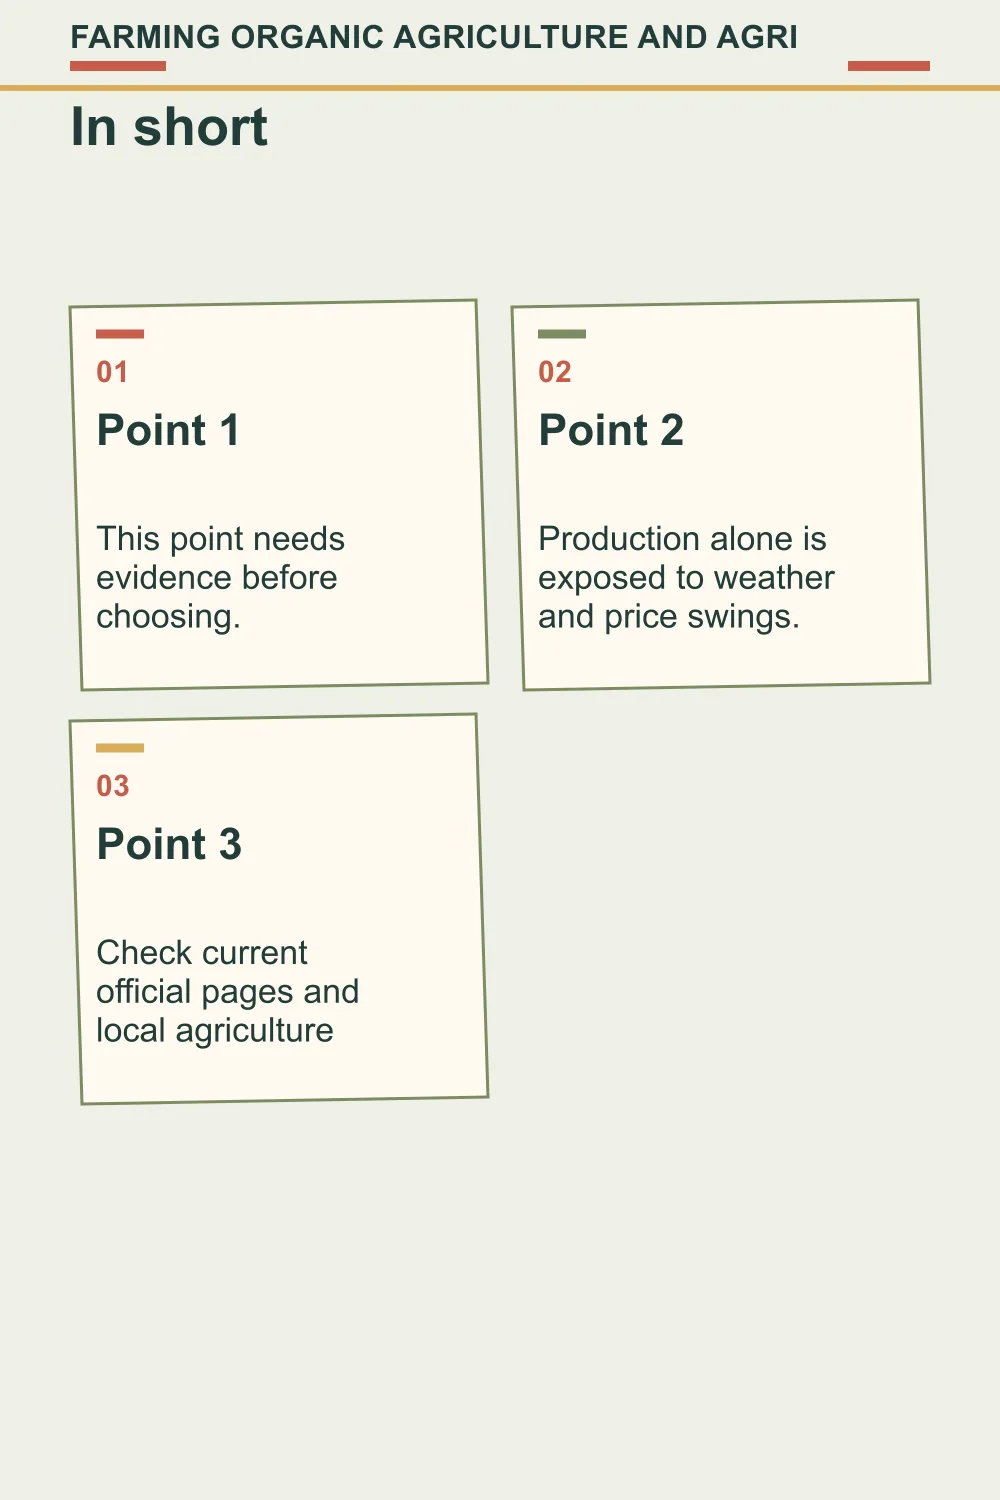 FARMING ORGANIC AGRICULTURE AND AGRI
In short
01
Point 1
This point needs
evidence before
choosing.
02
Point 2
Production alone is
exposed to weather
and price swings.
03
Point 3
Check current
official pages and
local agriculture